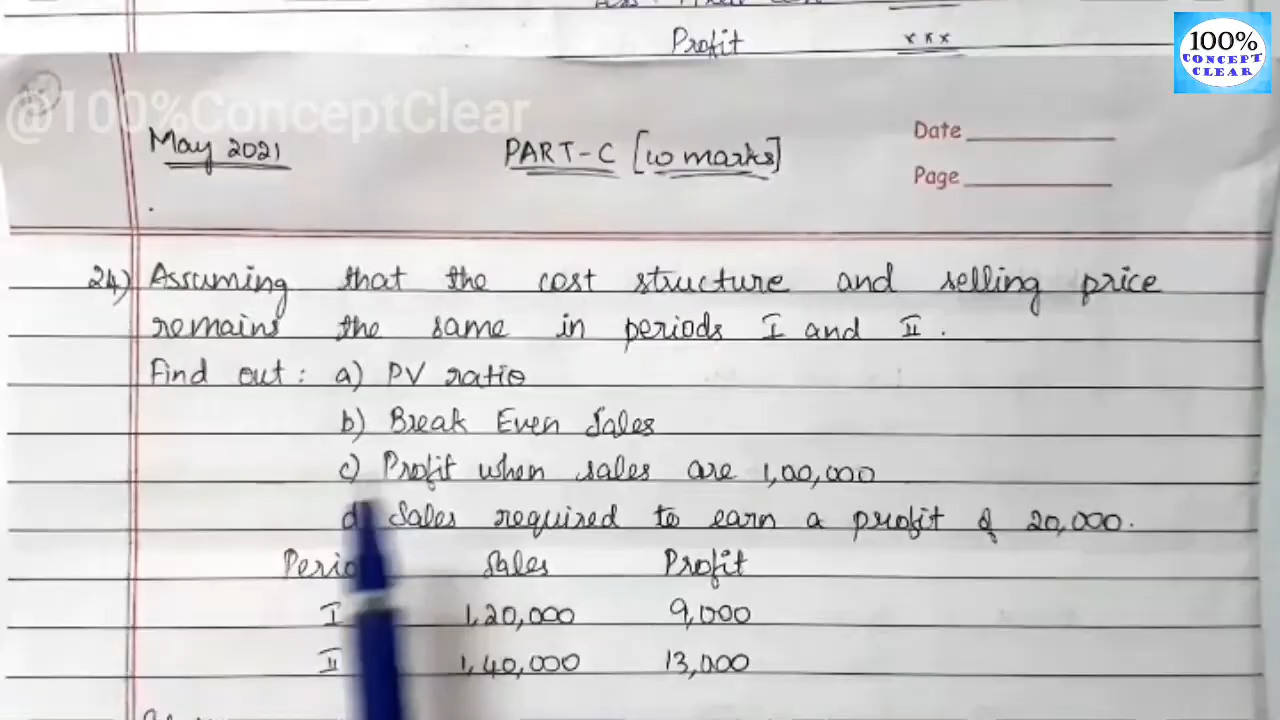 Profit ***
100%
CONCEPT
CLEAR
@100%ConceptClear
May 2021 PART-C [10 marks]
Date
Page
24) Assuming that the cost structure and selling price
remains the same in periods I and II.
Find out: a) PV ratio
b) Break Even Sales
c) Profit when sales are 1,00,000
d) Sales required to earn a profit of 20,000.
Perio Sales Profit
I 1,20,000 9,000
II 1,40,000 13,000